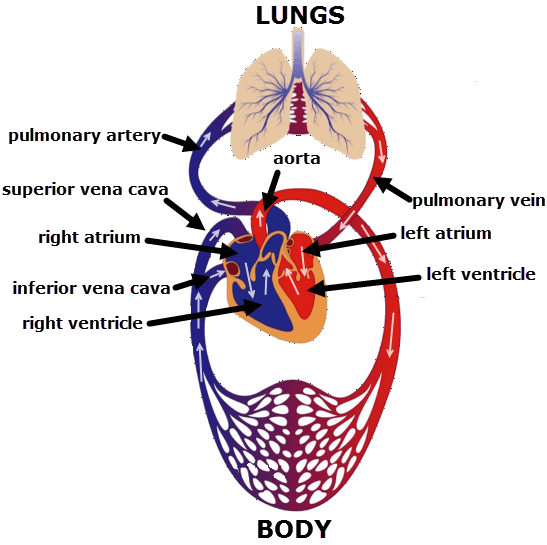 LUNGS
pulmonary artery
aorta
superior vena cava
pulmonary vein
right atrium
left atrium
inferior vena cava
left ventricle
right ventricle
BODY